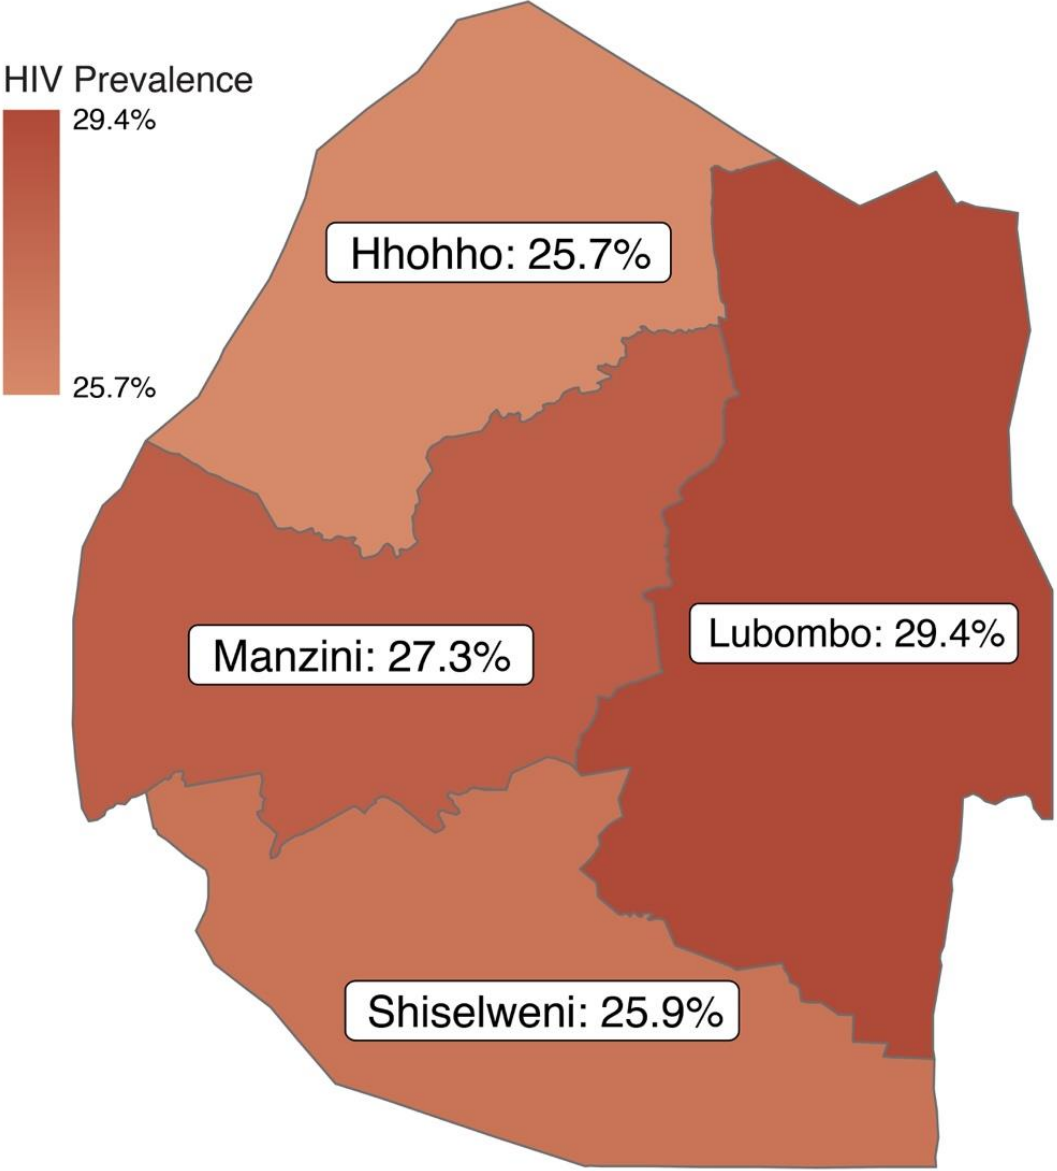 HIV Prevalence
29.4%
25.7%
Hhohho: 25.7%
Manzini: 27.3%
Lubombo: 29.4%
Shiselweni: 25.9%